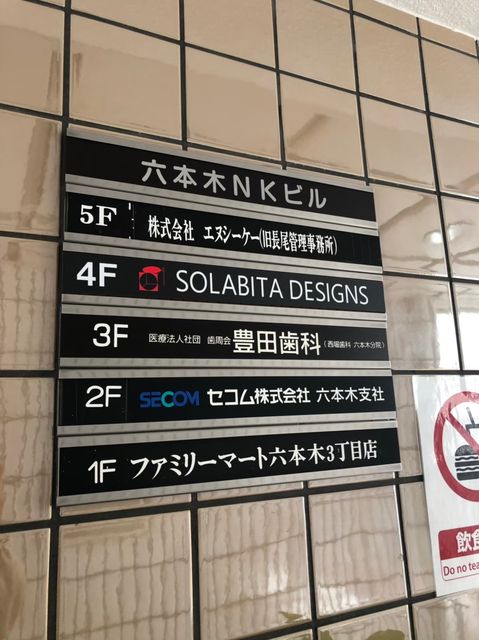 六本木NKビル
5F 株式会社 エヌシーケー(旧長尾管理事務所)
4F SOLABITA DESIGNS
3F 医療法人社団 歯周会 豊田歯科 (西堀歯科 六本木分院)
2F SECOM セコム株式会社 六本木支社
1F ファミリーマート六本木3丁目店
飲食
Do no